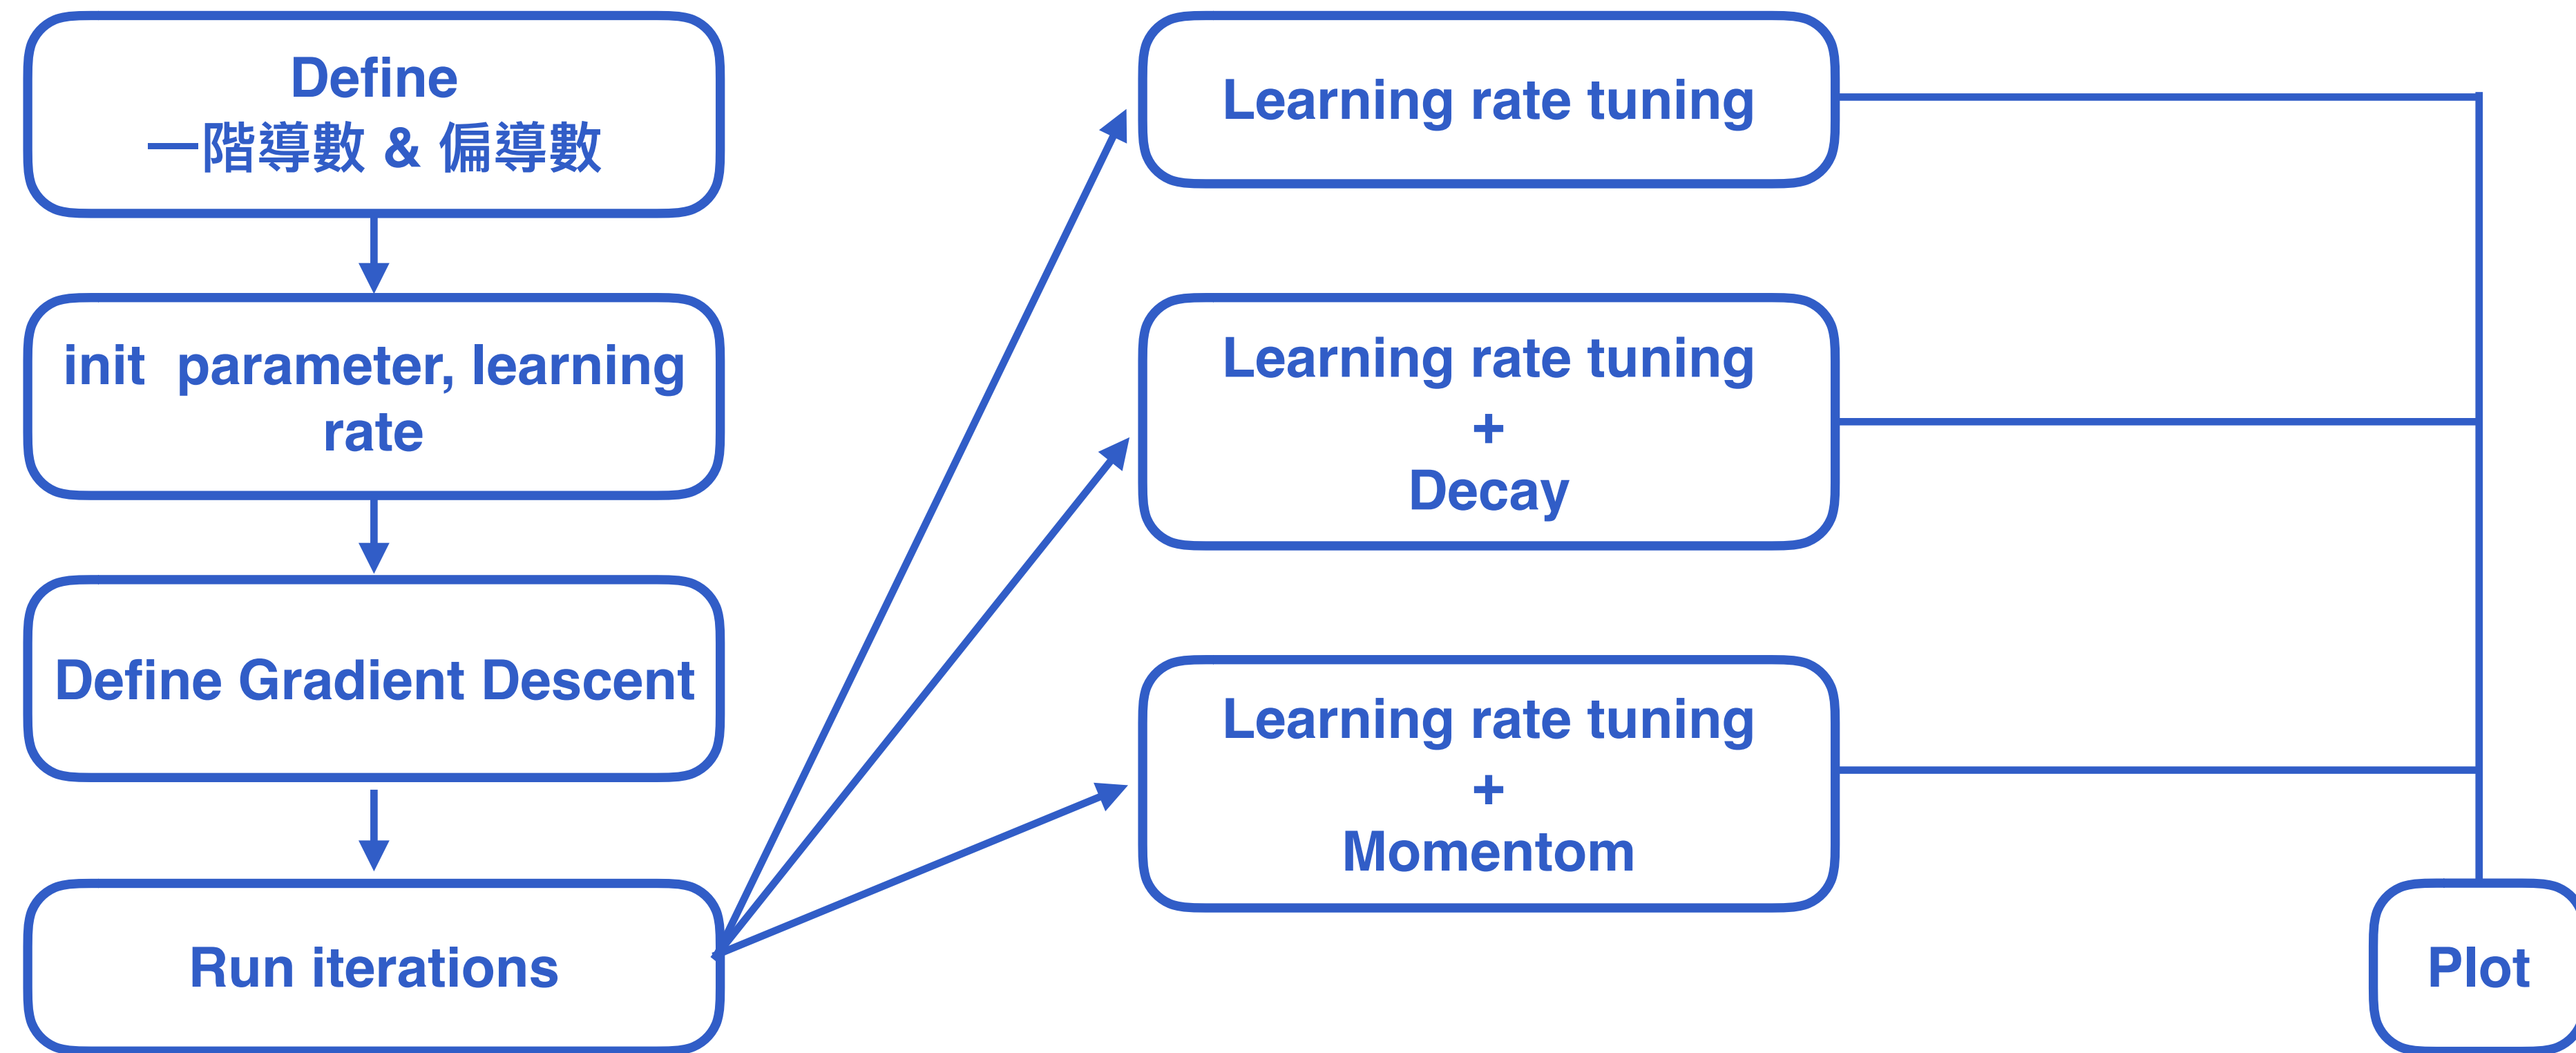 Define
一階導數 & 偏導數
init  parameter, learning
rate
Define Gradient Descent
Run iterations
Learning rate tuning
Learning rate tuning
+
Decay
Learning rate tuning
+
Momentom
Plot